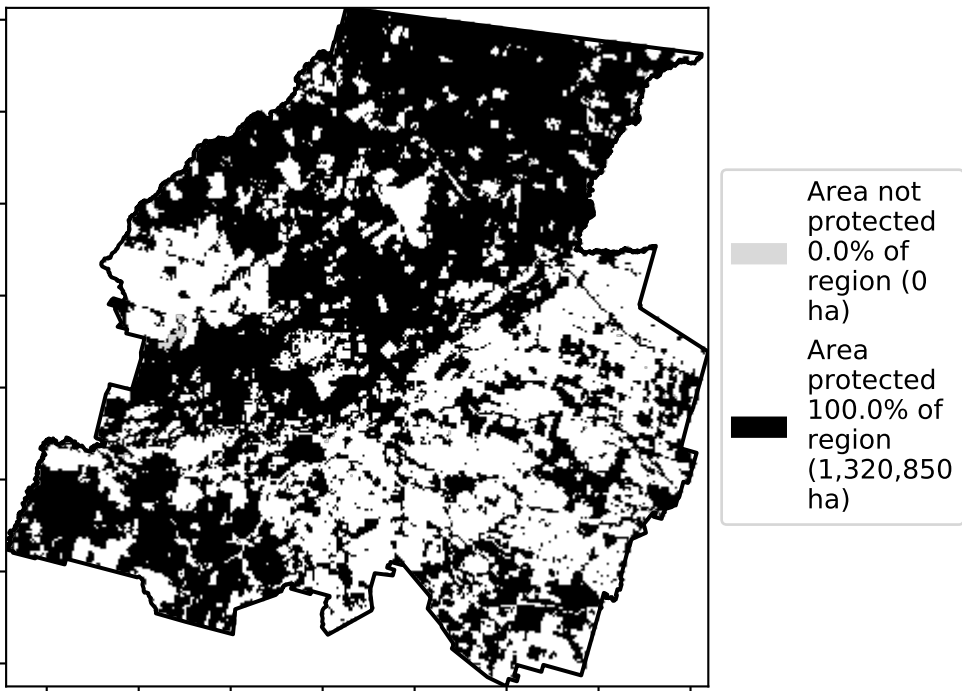 Area not
protected
0.0% of
region (0
ha)
Area
protected
100.0% of
region
(1,320,850
ha)